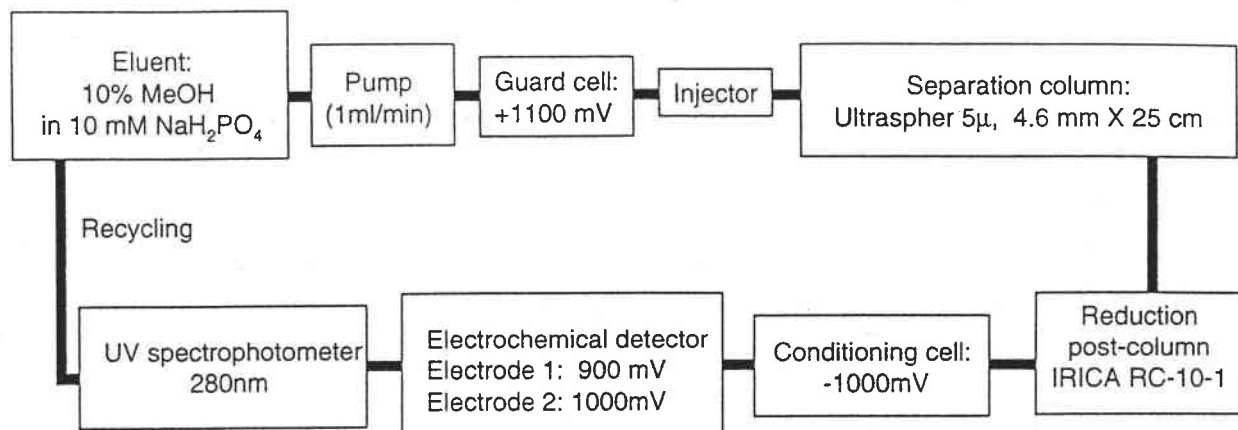 Eluent:
10% MeOH
in 10 mM NaH₂PO₄
Pump
(1ml/min)
Guard cell:
+1100 mV
Injector
Separation column:
Ultraspher 5μ, 4.6 mm X 25 cm
Recycling
UV spectrophotometer
280nm
Electrochemical detector
Electrode 1: 900 mV
Electrode 2: 1000mV
Conditioning cell:
-1000mV
Reduction
post-column
IRICA RC-10-1